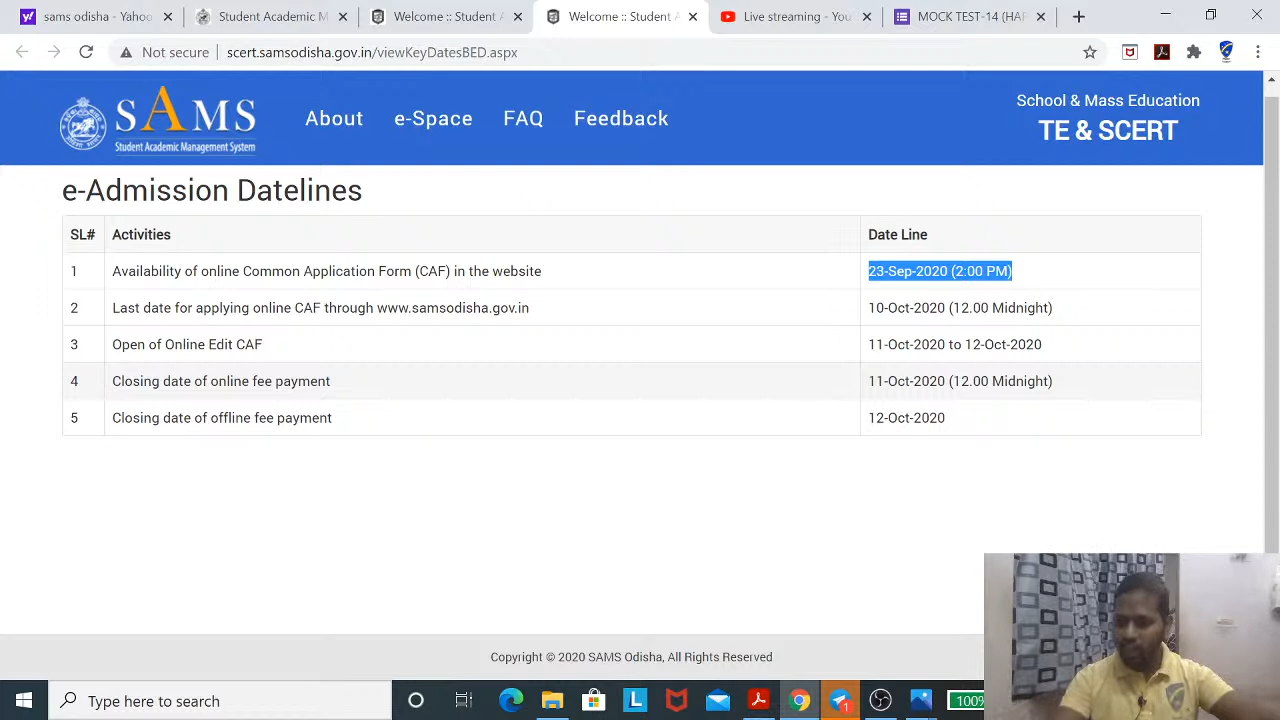 sams odisha - Yahoo
Student Academic M
Welcome :: Student A
Welcome :: Student A
Live streaming - You
MOCK TEST-14 (HAP
Not secure
scert.samsodisha.gov.in/viewKeyDatesBED.aspx
SAMS
Student Academic Management System
About
e-Space
FAQ
Feedback
School & Mass Education
TE & SCERT
e-Admission Datelines
SL# Activities Date Line
1 Availability of online Common Application Form (CAF) in the website 23-Sep-2020 (2:00 PM)
2 Last date for applying online CAF through www.samsodisha.gov.in 10-Oct-2020 (12.00 Midnight)
3 Open of Online Edit CAF 11-Oct-2020 to 12-Oct-2020
4 Closing date of online fee payment 11-Oct-2020 (12.00 Midnight)
5 Closing date of offline fee payment 12-Oct-2020
Copyright © 2020 SAMS Odisha, All Rights Reserved
Type here to search
L
1
100%